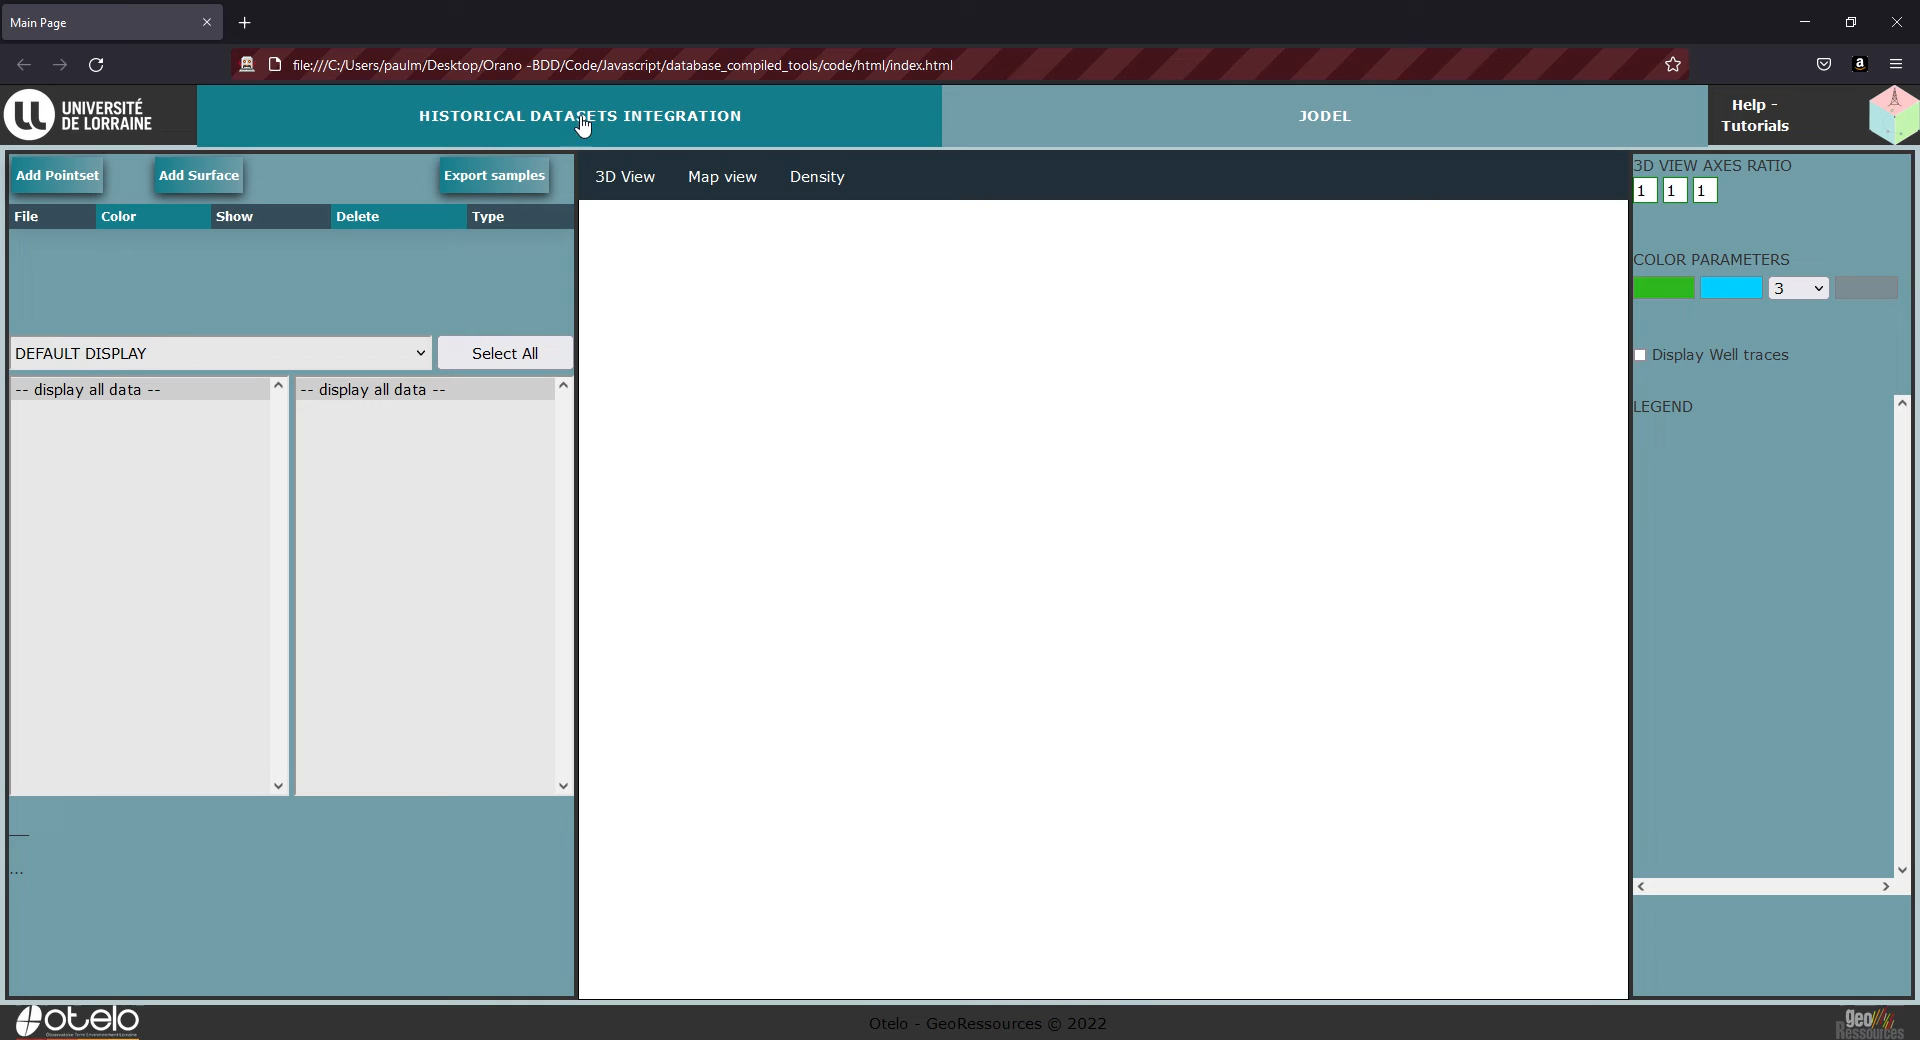 Main Page
file:///C:/Users/paulm/Desktop/Orano -BDD/Code/Javascript/database_compiled_tools/code/html/index.html
UNIVERSITÉ
DE LORRAINE
HISTORICAL DATASETS INTEGRATION
JODEL
Help -
Tutorials
Add Pointset
Add Surface
Export samples
File
Color
Show
Delete
Type
DEFAULT DISPLAY
Select All
-- display all data --
-- display all data --
...
3D View
Map view
Density
3D VIEW AXES RATIO
1
1
1
COLOR PARAMETERS
3
Display Well traces
LEGEND
otelo
Otelo - GeoRessources © 2022
geo
Ressources